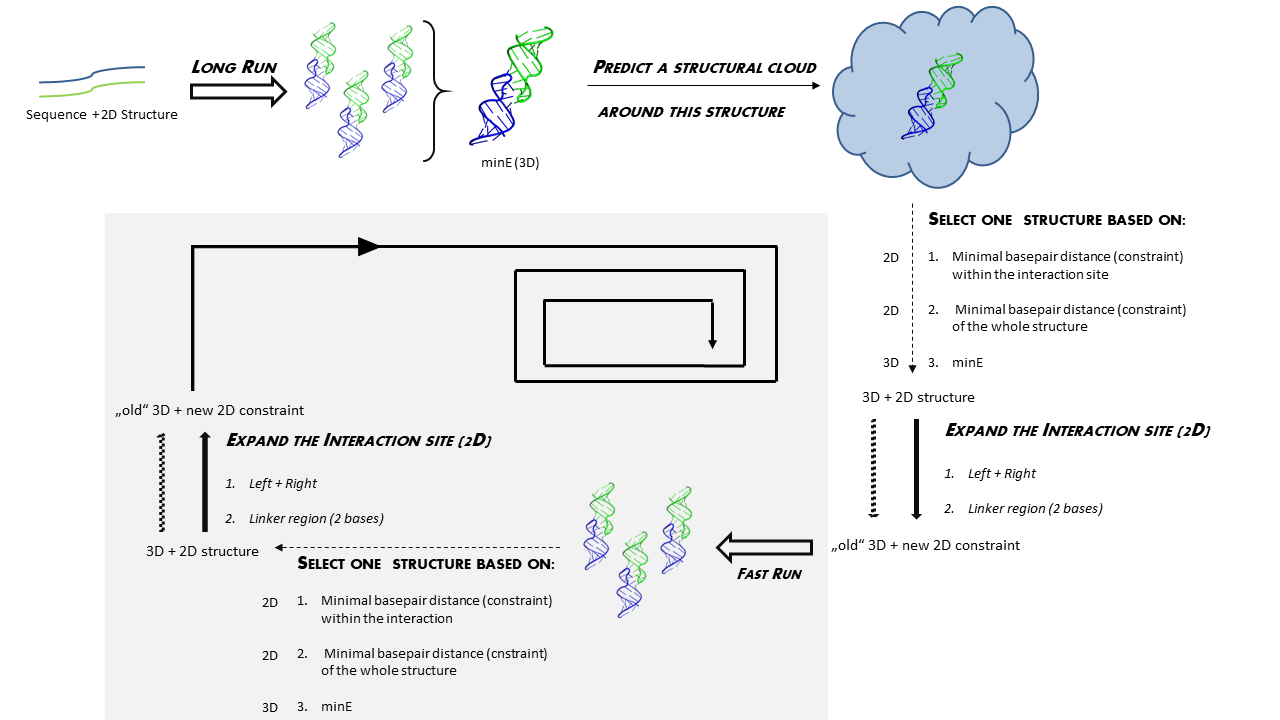 LONG RUN
Sequence + 2D Structure
minE (3D)
PREDICT A STRUCTURAL CLOUD
AROUND THIS STRUCTURE
SELECT ONE STRUCTURE BASED ON:
2D 1. Minimal basepair distance (constraint)
within the interaction site
2D 2. Minimal basepair distance (constraint)
of the whole structure
3D 3. minE
3D + 2D structure
EXPAND THE INTERACTION SITE (2D)
1. Left + Right
2. Linker region (2 bases)
„old“ 3D + new 2D constraint
FAST RUN
SELECT ONE STRUCTURE BASED ON:
2D 1. Minimal basepair distance (constraint)
within the interaction
2D 2. Minimal basepair distance (cnstraint)
of the whole structure
3D 3. minE
3D + 2D structure
EXPAND THE INTERACTION SITE (2D)
1. Left + Right
2. Linker region (2 bases)
„old“ 3D + new 2D constraint